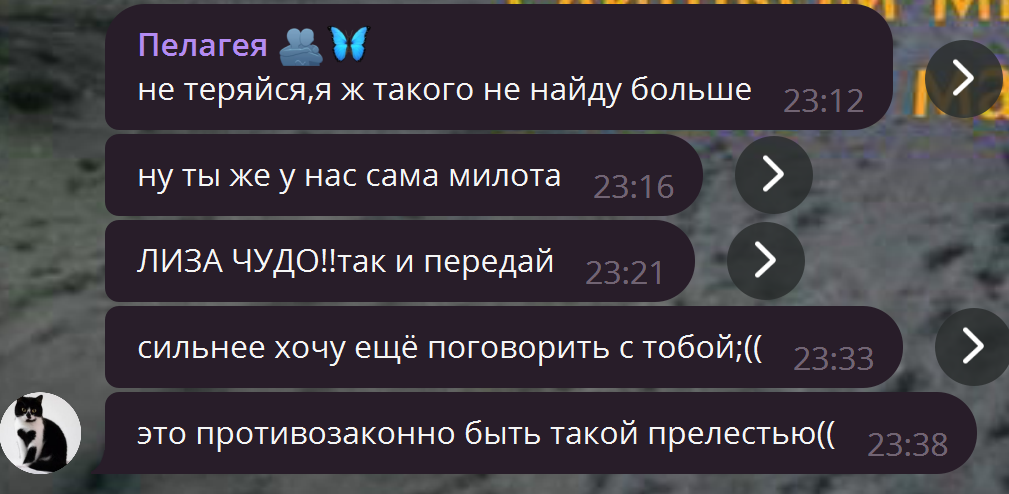 Пелагея 🫂🦋
не теряйся,я ж такого не найду больше 23:12
ну ты же у нас сама милота 23:16
ЛИЗА ЧУДО!!так и передай 23:21
сильнее хочу ещё поговорить с тобой;(( 23:33
это противозаконно быть такой прелестью(( 23:38